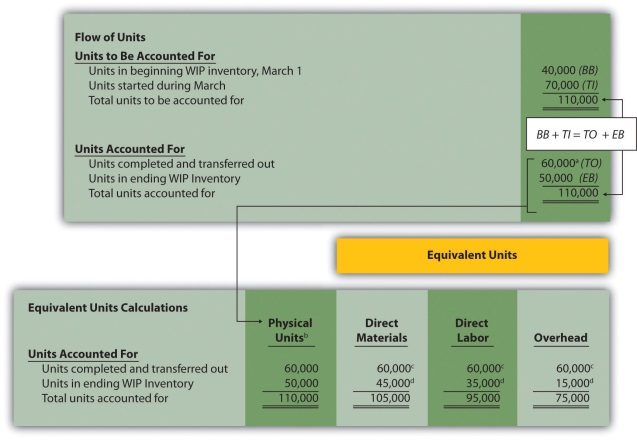 Flow of Units
Units to Be Accounted For
Units in beginning WIP inventory, March 1 40,000 (BB)
Units started during March 70,000 (TI)
Total units to be accounted for 110,000
BB + TI = TO + EB
Units Accounted For
Units completed and transferred out 60,000ᵃ (TO)
Units in ending WIP Inventory 50,000 (EB)
Total units accounted for 110,000
Equivalent Units
Equivalent Units Calculations
Physical Direct Direct
Unitsᵇ Materials Labor Overhead
Units Accounted For
Units completed and transferred out 60,000 60,000ᶜ 60,000ᶜ 60,000ᶜ
Units in ending WIP Inventory 50,000 45,000ᵈ 35,000ᵈ 15,000ᵈ
Total units accounted for 110,000 105,000 95,000 75,000